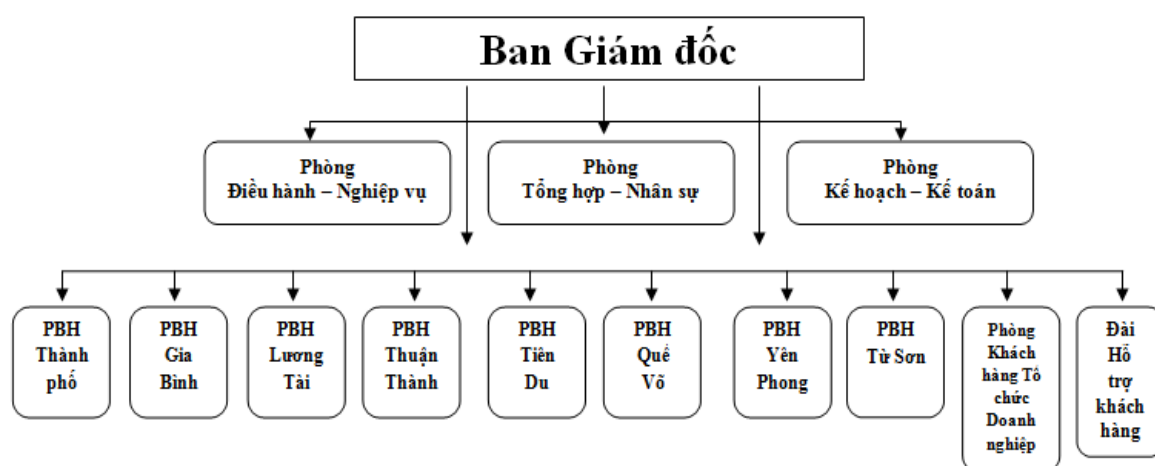 Ban Giám đốc
Phòng
Điều hành – Nghiệp vụ
Phòng
Tổng hợp – Nhân sự
Phòng
Kế hoạch – Kế toán
PBH
Thành
phố
PBH
Gia
Bình
PBH
Lương
Tài
PBH
Thuận
Thành
PBH
Tiên
Du
PBH
Quế
Võ
PBH
Yên
Phong
PBH
Từ Sơn
Phòng
Khách
hàng Tổ
chức
Doanh
nghiệp
Đài
Hỗ
trợ
khách
hàng